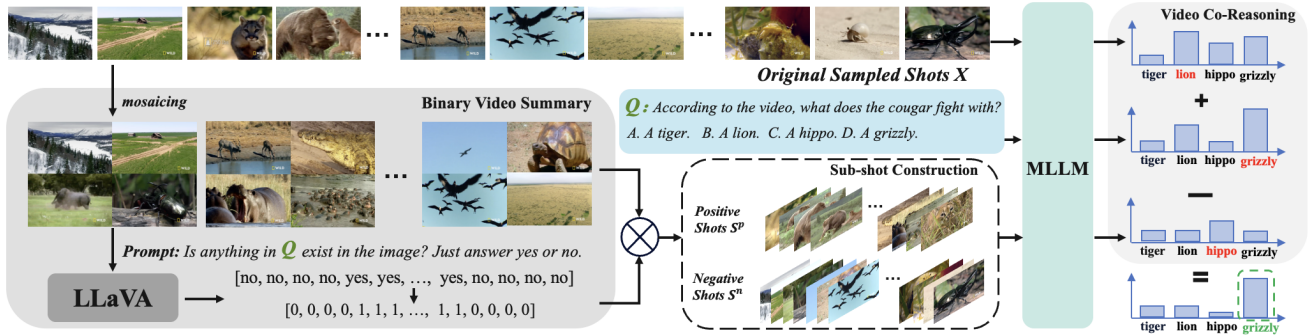 Original Sampled Shots X
mosaicing
Binary Video Summary
Prompt: Is anything in Q exist in the image? Just answer yes or no.
LLaVA
[no, no, no, no, yes, yes, …, yes, no, no, no, no]
[0, 0, 0, 0, 1, 1, 1, …, 1, 1, 0, 0, 0, 0]
Q: According to the video, what does the cougar fight with?
A. A tiger. B. A lion. C. A hippo. D. A grizzly.
Sub-shot Construction
Positive
Shots Sᵖ
Negative
Shots Sⁿ
MLLM
Video Co-Reasoning
tiger lion hippo grizzly
+
tiger lion hippo grizzly
−
tiger lion hippo grizzly
=
tiger lion hippo grizzly